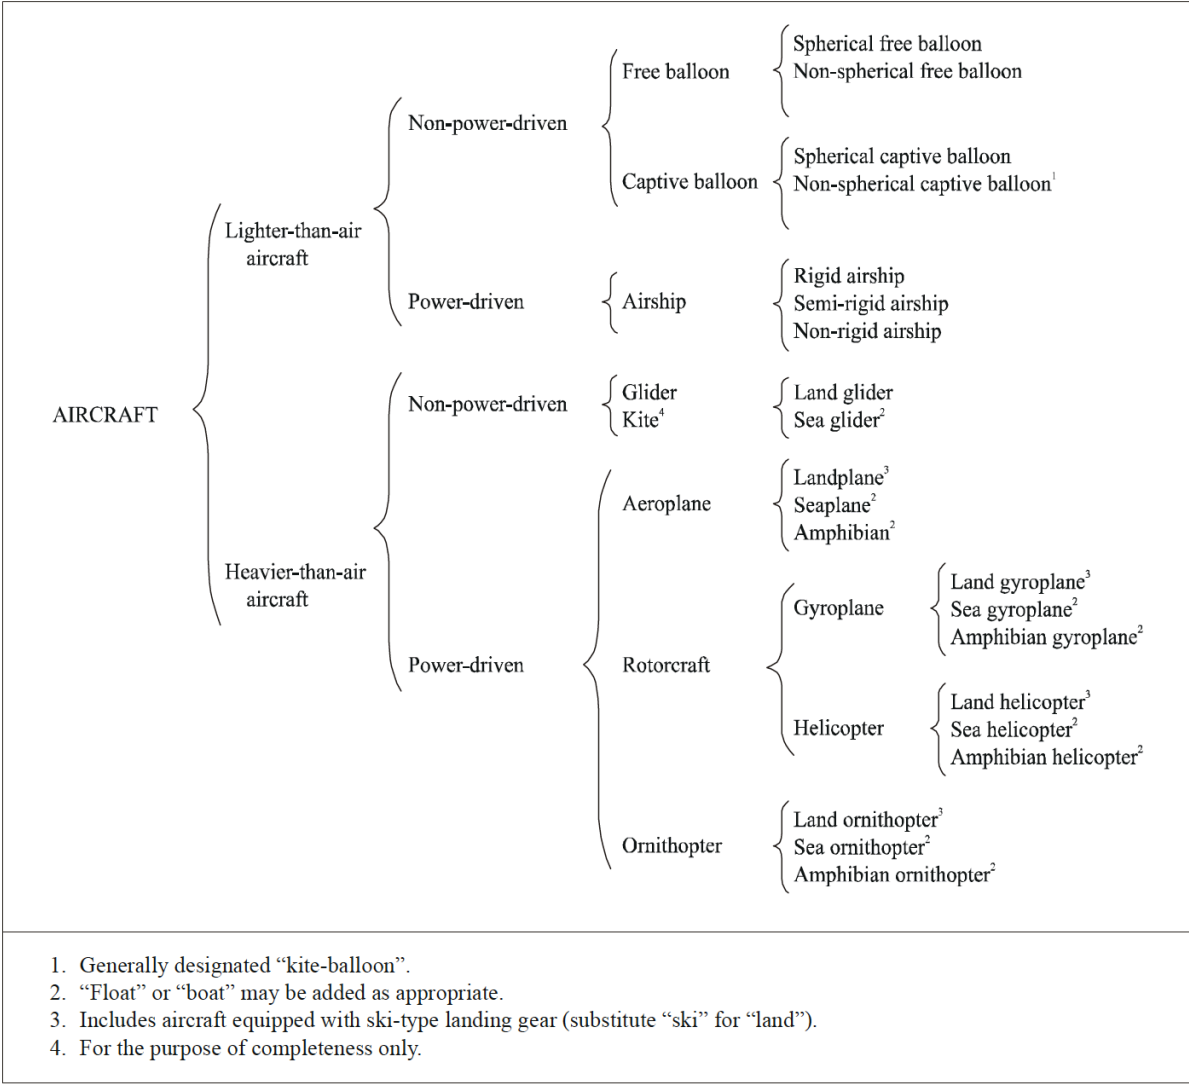 AIRCRAFT
Lighter-than-air
aircraft
Non-power-driven
Free balloon
Spherical free balloon
Non-spherical free balloon
Captive balloon
Spherical captive balloon
Non-spherical captive balloon¹
Power-driven
Airship
Rigid airship
Semi-rigid airship
Non-rigid airship
Heavier-than-air
aircraft
Non-power-driven
Glider
Kite⁴
Land glider
Sea glider²
Power-driven
Aeroplane
Landplane³
Seaplane²
Amphibian²
Rotorcraft
Gyroplane
Land gyroplane³
Sea gyroplane²
Amphibian gyroplane²
Helicopter
Land helicopter³
Sea helicopter²
Amphibian helicopter²
Ornithopter
Land ornithopter³
Sea ornithopter²
Amphibian ornithopter²
1. Generally designated “kite-balloon”.
2. “Float” or “boat” may be added as appropriate.
3. Includes aircraft equipped with ski-type landing gear (substitute “ski” for “land”).
4. For the purpose of completeness only.